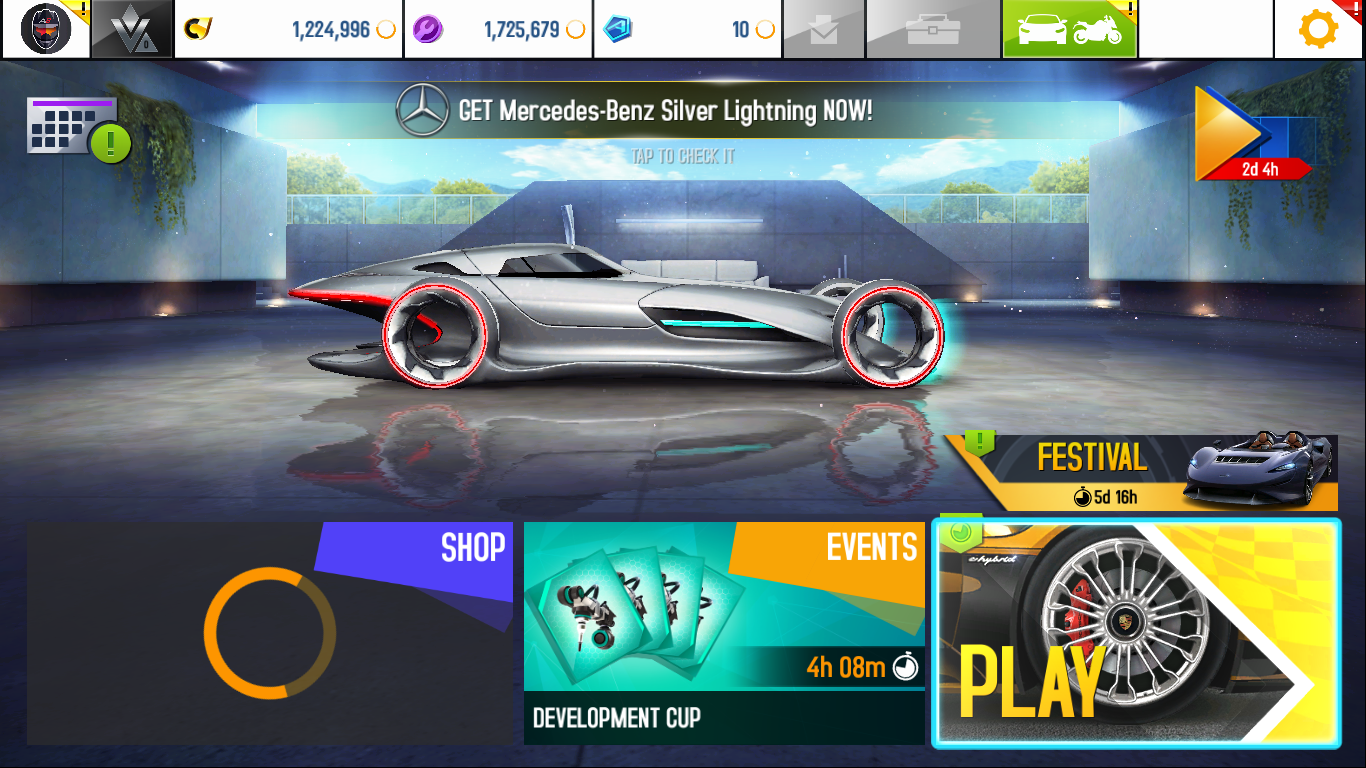 1,224,996
1,725,679
10
GET Mercedes-Benz Silver Lightning NOW!
TAP TO CHECK IT
2d 4h
FESTIVAL
5d 16h
SHOP
EVENTS
4h 08m
DEVELOPMENT CUP
e-hybrid
PLAY